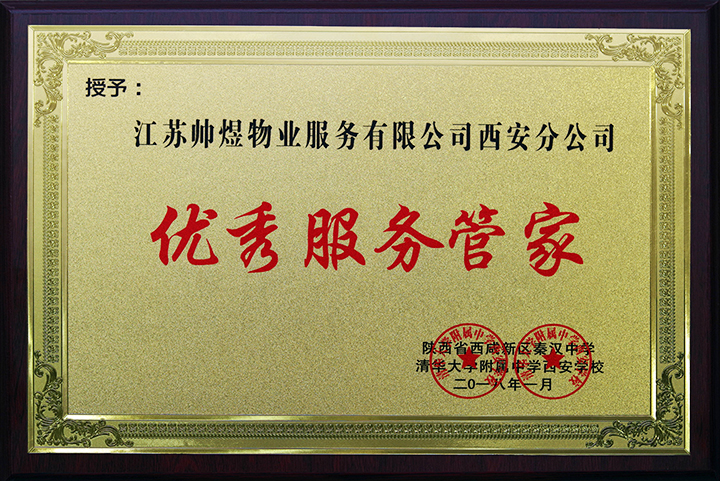 授予：
江苏帅煜物业服务有限公司西安分公司
优秀服务管家
陕西省西咸新区秦汉中学
清华大学附属中学西安学校
二0一八年一月